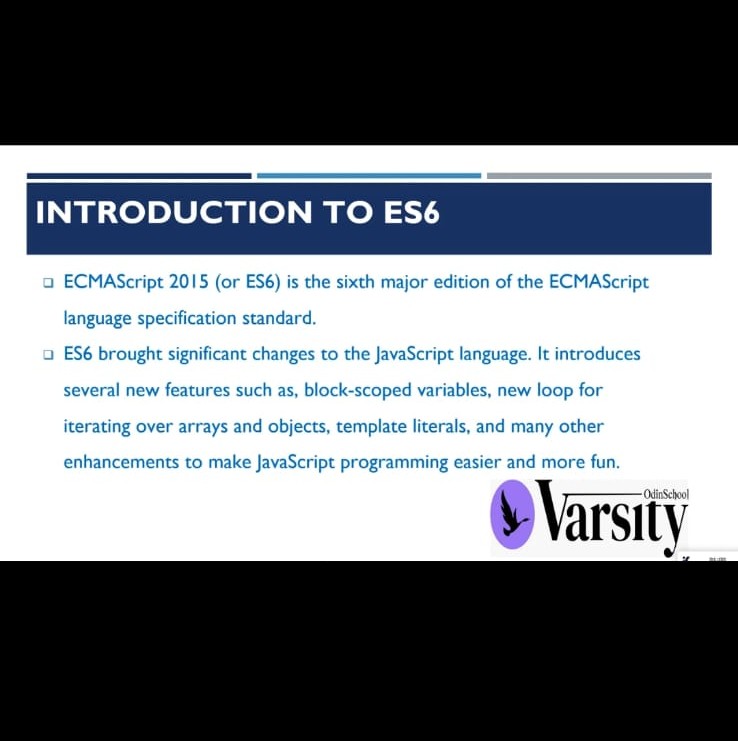 INTRODUCTION TO ES6
ECMAScript 2015 (or ES6) is the sixth major edition of the ECMAScript
language specification standard.
ES6 brought significant changes to the JavaScript language. It introduces
several new features such as, block-scoped variables, new loop for
iterating over arrays and objects, template literals, and many other
enhancements to make JavaScript programming easier and more fun.
OdinSchool
Varsity